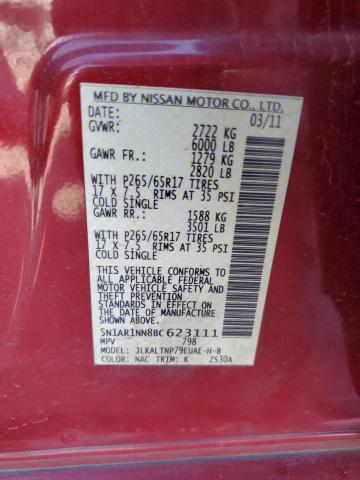 MFD BY NISSAN MOTOR CO., LTD.
DATE: 03/11
GVWR: 2722 KG
6000 LB
GAWR FR.: 1279 KG
2820 LB
WITH P265/65R17 TIRES
17 X 7.5 RIMS AT 35 PSI
COLD SINGLE
GAWR RR.: 1588 KG
3501 LB
WITH P265/65R17 TIRES
17 X 7.5 RIMS AT 35 PSI
COLD SINGLE
THIS VEHICLE CONFORMS TO
ALL APPLICABLE FEDERAL
MOTOR VEHICLE SAFETY AND
STANDARDS IN EFFECT ON
THE DATE OF MANUFACTURE
SHOWN ABOVE.
5N1AR1NN8BC623111
MPV 798
MODEL: JLKALTNP79EUAE-H-B
COLOR: NAC TRIM: K ZS30A